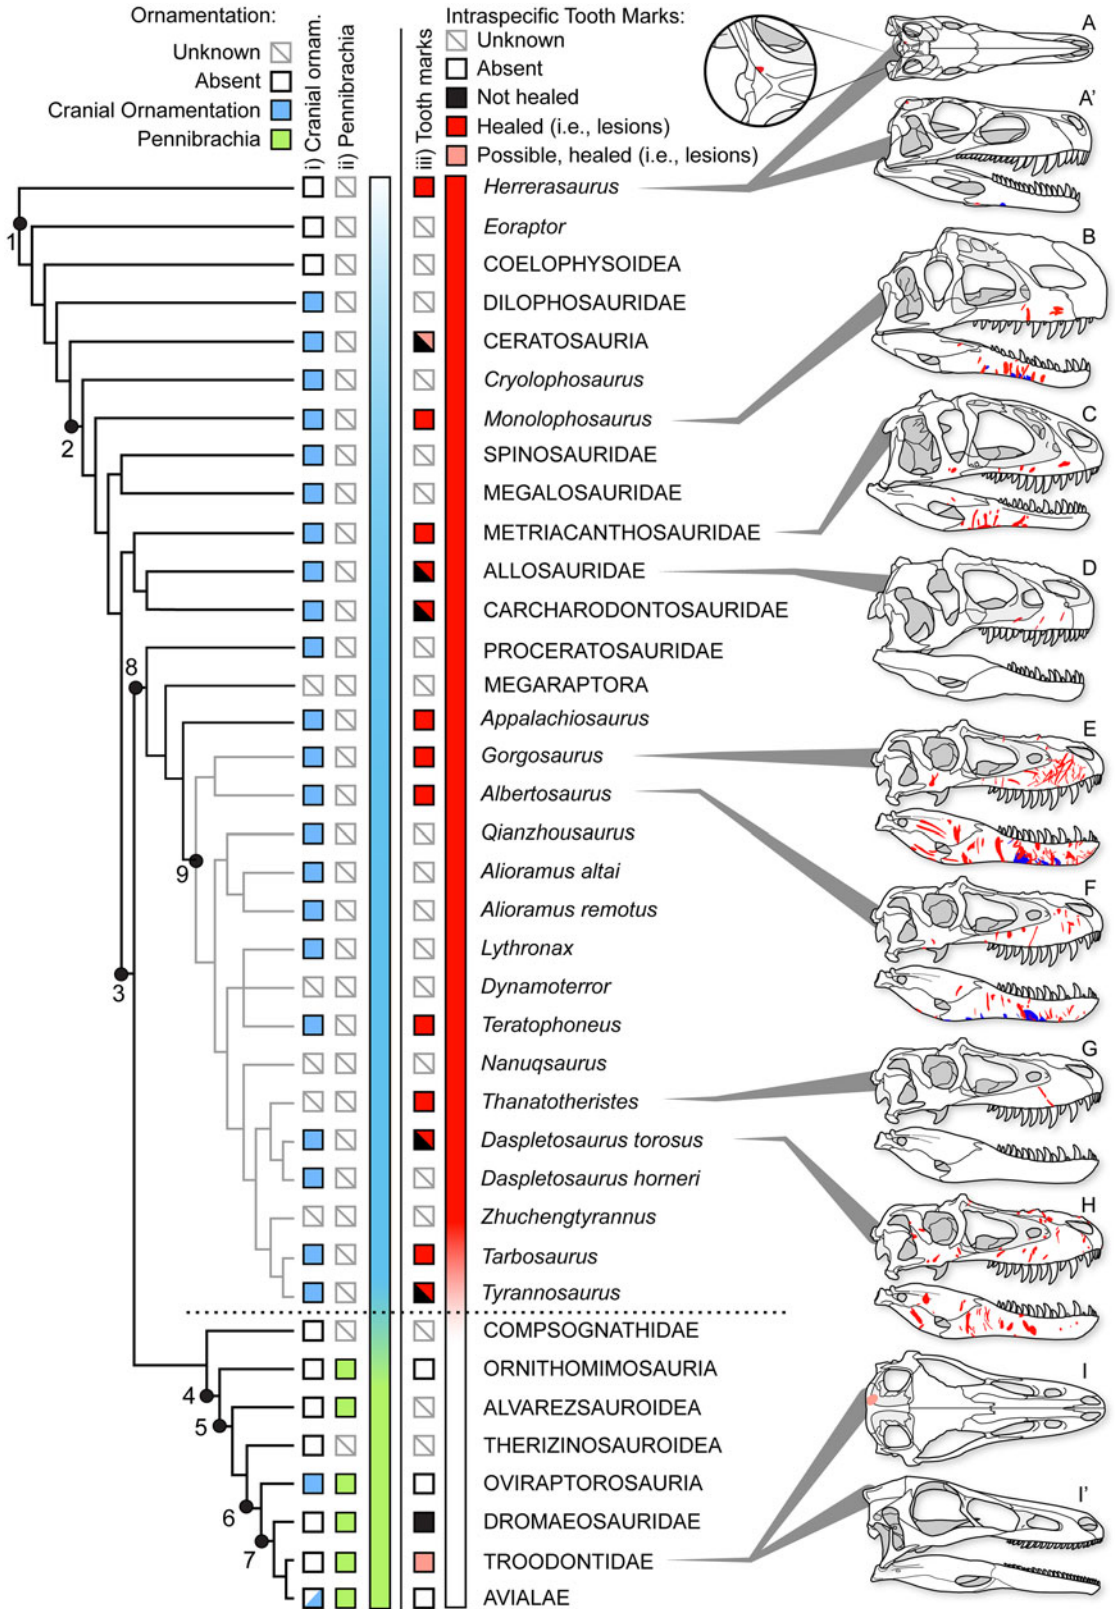 Ornamentation:
Unknown
Absent
Cranial Ornamentation
Pennibrachia
i) Cranial ornam.
ii) Pennibrachia
iii) Tooth marks
Intraspecific Tooth Marks:
Unknown
Absent
Not healed
Healed (i.e., lesions)
Possible, healed (i.e., lesions)
Herrerasaurus
Eoraptor
COELOPHYSOIDEA
DILOPHOSAURIDAE
CERATOSAURIA
Cryolophosaurus
Monolophosaurus
SPINOSAURIDAE
MEGALOSAURIDAE
METRIACANTHOSAURIDAE
ALLOSAURIDAE
CARCHARODONTOSAURIDAE
PROCERATOSAURIDAE
MEGARAPTORA
Appalachiosaurus
Gorgosaurus
Albertosaurus
Qianzhousaurus
Alioramus altai
Alioramus remotus
Lythronax
Dynamoterror
Teratophoneus
Nanuqsaurus
Thanatotheristes
Daspletosaurus torosus
Daspletosaurus horneri
Zhuchengtyrannus
Tarbosaurus
Tyrannosaurus
COMPSOGNATHIDAE
ORNITHOMIMOSAURIA
ALVAREZSAUROIDEA
THERIZINOSAUROIDEA
OVIRAPTOROSAURIA
DROMAEOSAURIDAE
TROODONTIDAE
AVIALAE
1
2
8
9
3
4
5
6
7
A
A'
B
C
D
E
F
G
H
I
I'